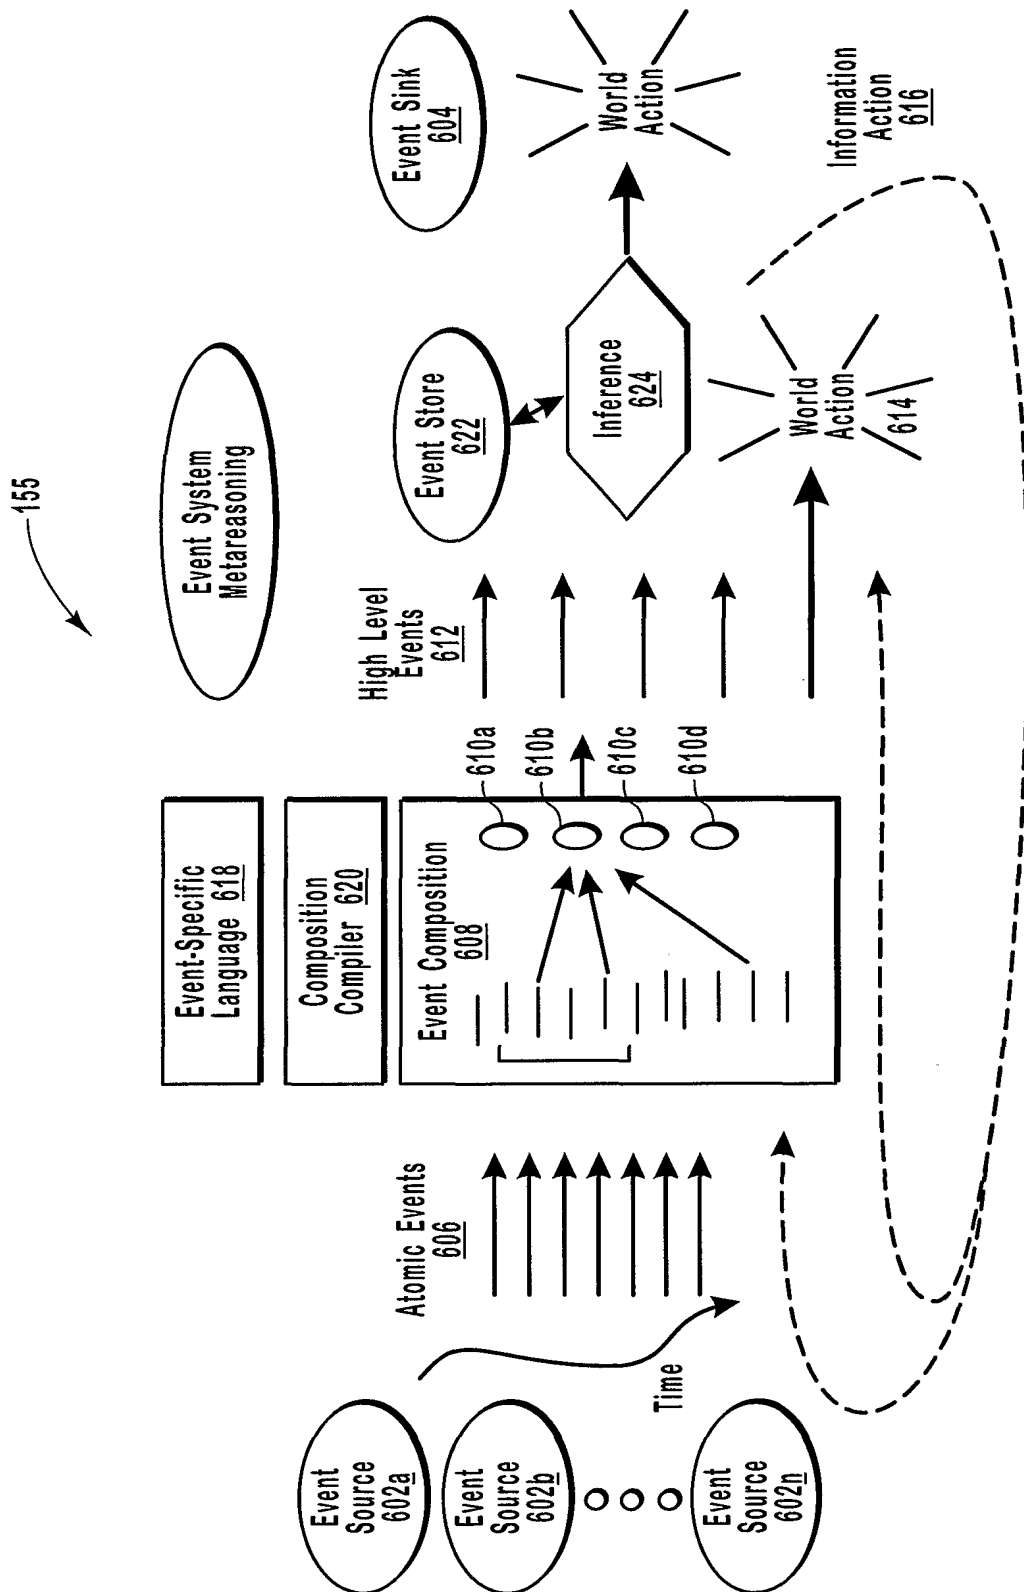 155
Event-Specific
Language 618
Event System
Metareasoning
Composition
Compiler 620
Event
Source
602a
Event
Source
602b
Event
Source
602n
Time
Atomic Events
606
Event Composition
608
610a
610b
610c
610d
High Level
Events
612
Event Store
622
Event Sink
604
Inference
624
World
Action
World
Action
614
Information
Action
616